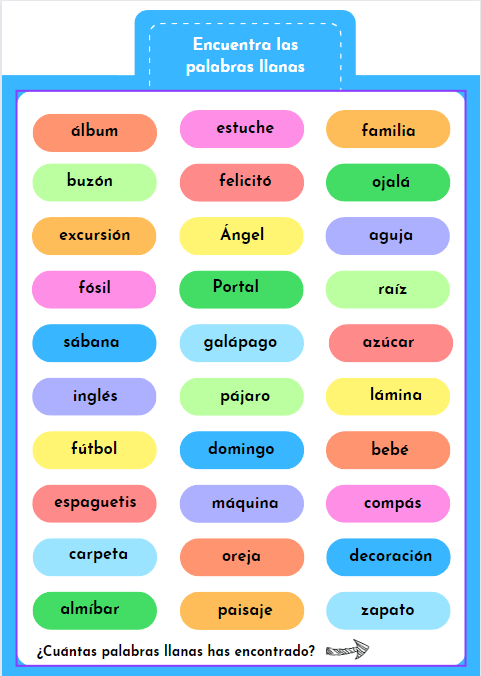 Encuentra las
palabras llanas
álbum estuche familia
buzón felicitó ojalá
excursión Ángel aguja
fósil Portal raíz
sábana galápago azúcar
inglés pájaro lámina
fútbol domingo bebé
espaguetis máquina compás
carpeta oreja decoración
almíbar paisaje zapato
¿Cuántas palabras llanas has encontrado?